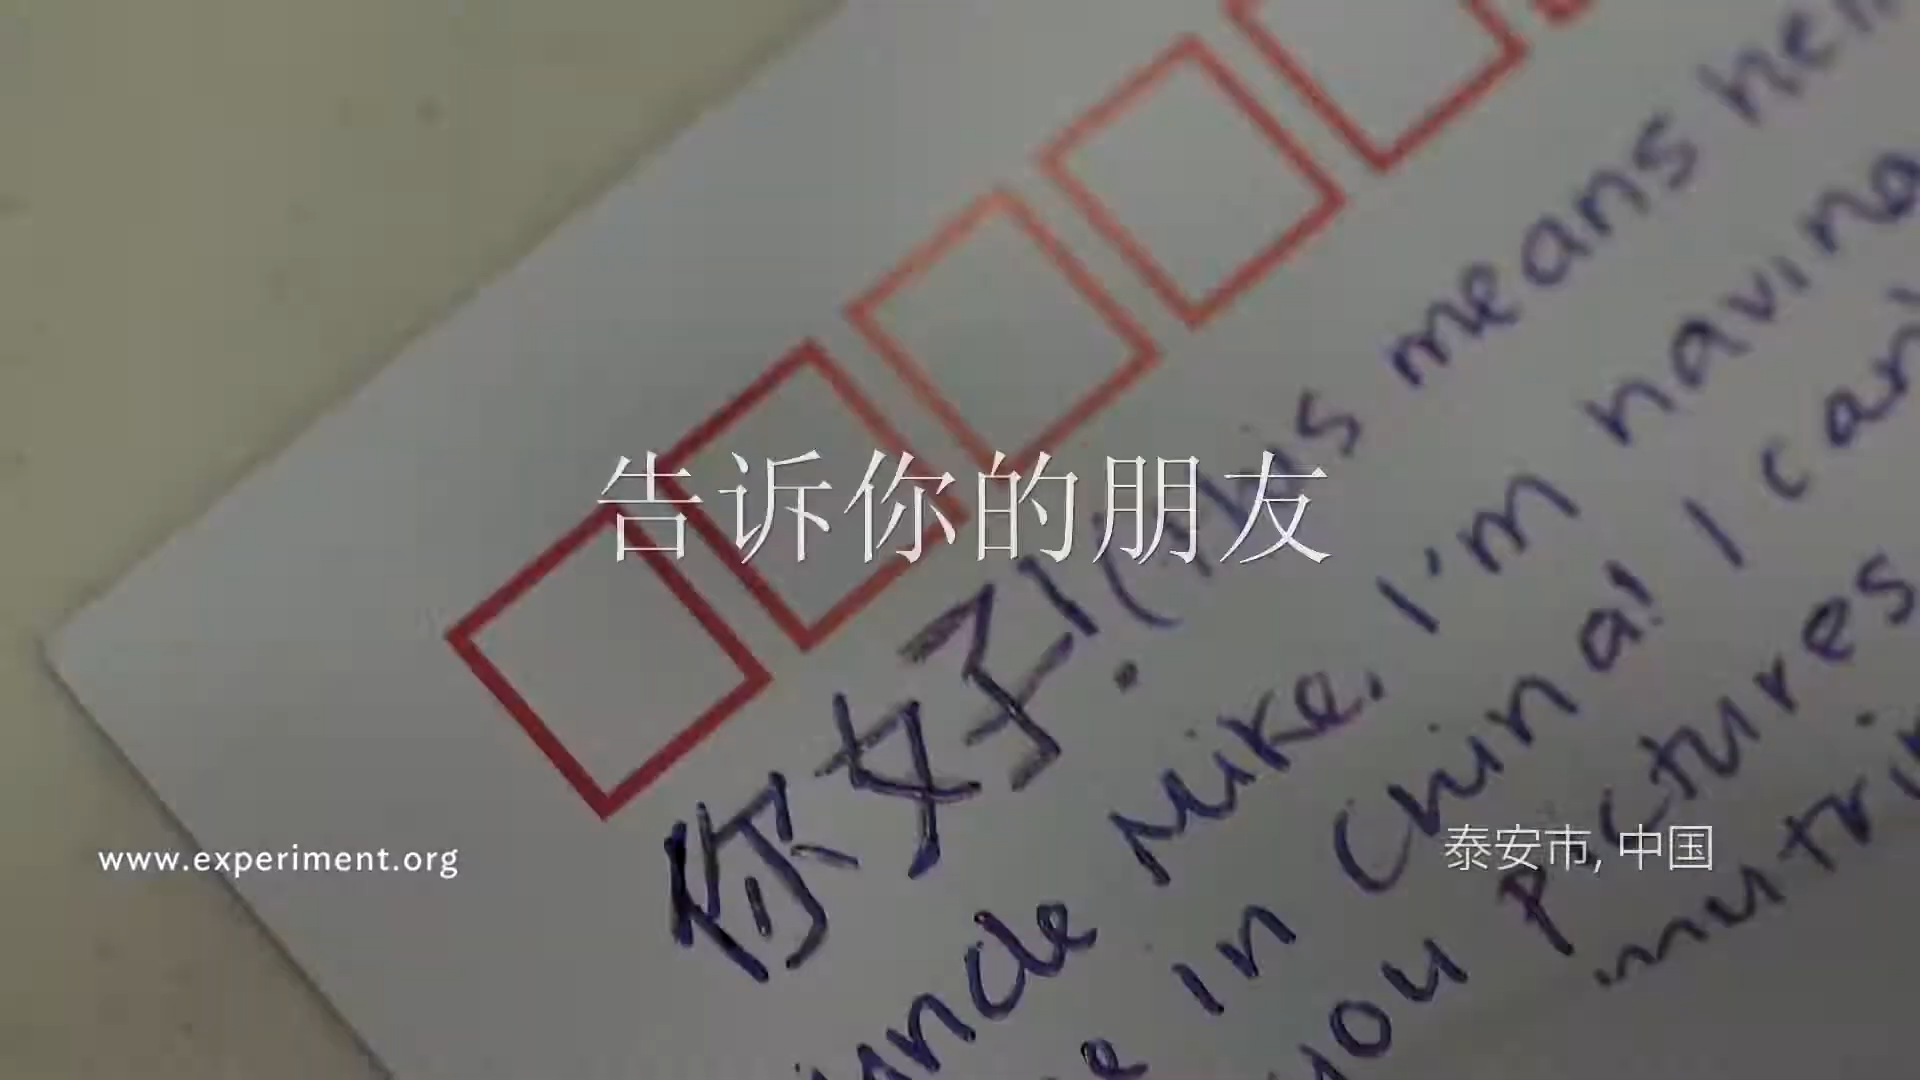 告诉你的朋友
www.experiment.org
泰安市, 中国
你好! (this means
uncle Mike. I'm having
in China! I can
you pictures